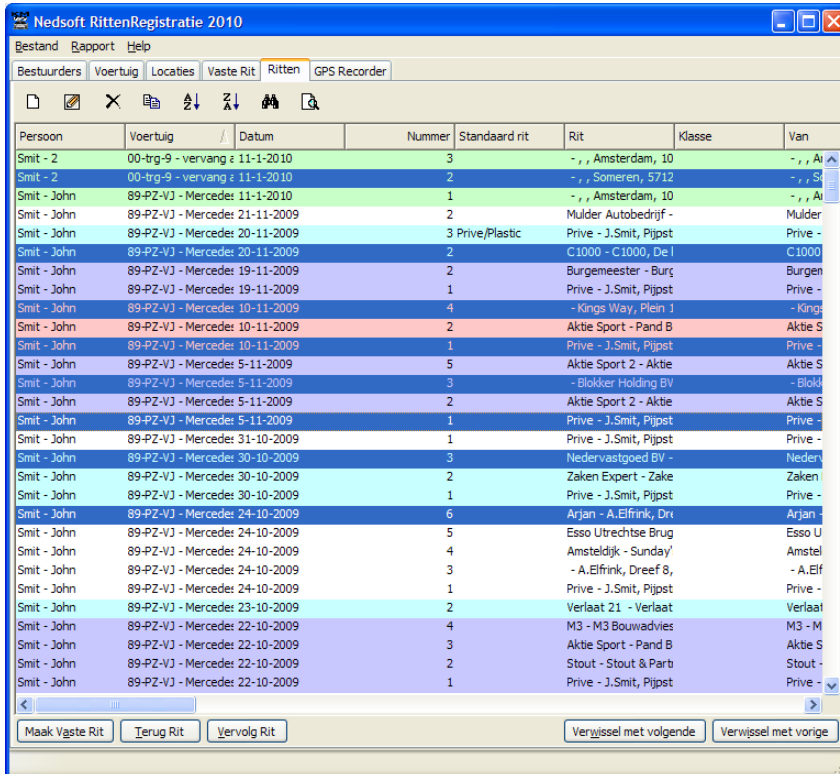 Nedsoft RittenRegistratie 2010
Bestand Rapport Help
Bestuurders Voertuig Locaties Vaste Rit Ritten GPS Recorder
Persoon Voertuig Datum Nummer Standaard rit Rit Klasse Van
Smit - 2 00-trg-9 - vervang 11-1-2010 3 - , , Amsterdam, 10 - , ,
Smit - 2 00-trg-9 - vervang 11-1-2010 2 - , , Someren, 5712 - , ,
Smit - John 89-PZ-VJ - Mercedes 11-1-2010 1 - , , Amsterdam, 10 - , ,
Smit - John 89-PZ-VJ - Mercedes 21-11-2009 2 Mulder Autobedrijf - Mulder
Smit - John 89-PZ-VJ - Mercedes 20-11-2009 3 Prive/Plastic Prive - J.Smit, Pijpst Prive -
Smit - John 89-PZ-VJ - Mercedes 20-11-2009 2 C1000 - C1000, De C1000
Smit - John 89-PZ-VJ - Mercedes 19-11-2009 2 Burgemeester - Burg Burgem
Smit - John 89-PZ-VJ - Mercedes 19-11-2009 1 Prive - J.Smit, Pijpst Prive -
Smit - John 89-PZ-VJ - Mercedes 10-11-2009 4 - Kings Way, Plein 1 - Kings
Smit - John 89-PZ-VJ - Mercedes 10-11-2009 2 Aktie Sport - Pand B Aktie S
Smit - John 89-PZ-VJ - Mercedes 10-11-2009 1 Prive - J.Smit, Pijpst Prive -
Smit - John 89-PZ-VJ - Mercedes 5-11-2009 5 Aktie Sport 2 - Aktie Aktie S
Smit - John 89-PZ-VJ - Mercedes 5-11-2009 3 - Blokker Holding BV - Blokk
Smit - John 89-PZ-VJ - Mercedes 5-11-2009 2 Aktie Sport 2 - Aktie Aktie S
Smit - John 89-PZ-VJ - Mercedes 5-11-2009 1 Prive - J.Smit, Pijpst Prive -
Smit - John 89-PZ-VJ - Mercedes 31-10-2009 1 Prive - J.Smit, Pijpst Prive -
Smit - John 89-PZ-VJ - Mercedes 30-10-2009 3 Nedervastgoed BV - Nederv
Smit - John 89-PZ-VJ - Mercedes 30-10-2009 2 Zaken Expert - Zake Zaken
Smit - John 89-PZ-VJ - Mercedes 30-10-2009 1 Prive - J.Smit, Pijpst Prive -
Smit - John 89-PZ-VJ - Mercedes 24-10-2009 6 Arjan - A.Elfrink, Dre Arjan -
Smit - John 89-PZ-VJ - Mercedes 24-10-2009 5 Esso Utrechtse Brug Esso U
Smit - John 89-PZ-VJ - Mercedes 24-10-2009 4 Amsteldijk - Sunday' Amstel
Smit - John 89-PZ-VJ - Mercedes 24-10-2009 3 - A.Elfrink, Dreef 8, - A.Elf
Smit - John 89-PZ-VJ - Mercedes 24-10-2009 1 Prive - J.Smit, Pijpst Prive -
Smit - John 89-PZ-VJ - Mercedes 23-10-2009 2 Verlaat 21 - Verlaat Verlaat
Smit - John 89-PZ-VJ - Mercedes 22-10-2009 4 M3 - M3 Bouwadvies M3 - M
Smit - John 89-PZ-VJ - Mercedes 22-10-2009 3 Aktie Sport - Pand B Aktie S
Smit - John 89-PZ-VJ - Mercedes 22-10-2009 2 Stout - Stout & Partr Stout -
Smit - John 89-PZ-VJ - Mercedes 22-10-2009 1 Prive - J.Smit, Pijpst Prive -
Maak Vaste Rit Terug Rit Vervolg Rit Verwissel met volgende Verwissel met vorige